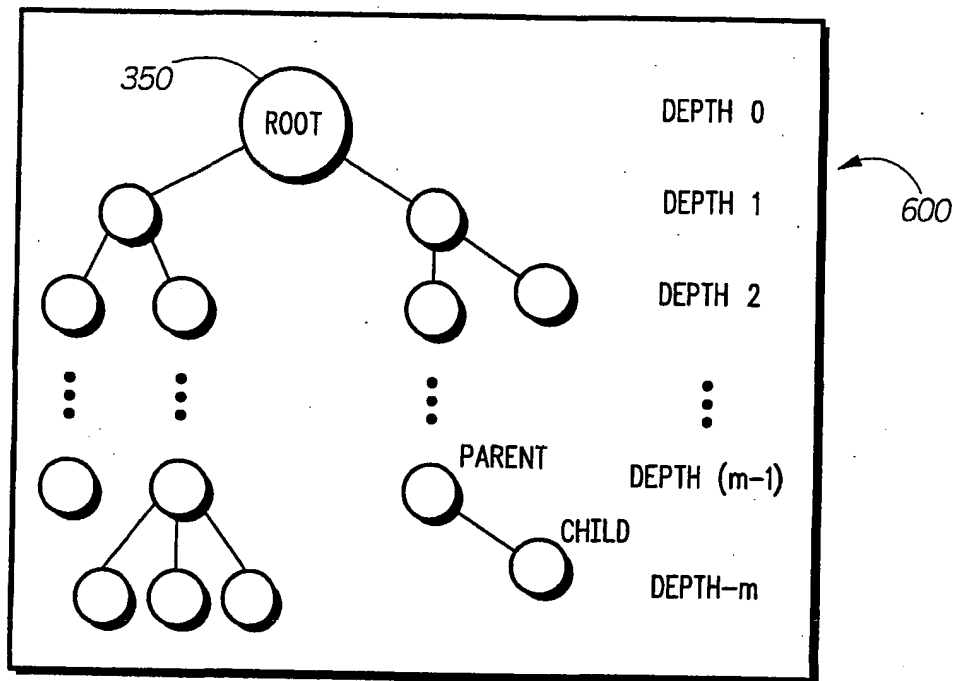 350
ROOT
DEPTH 0
DEPTH 1
600
DEPTH 2
PARENT
DEPTH (m-1)
CHILD
DEPTH-m